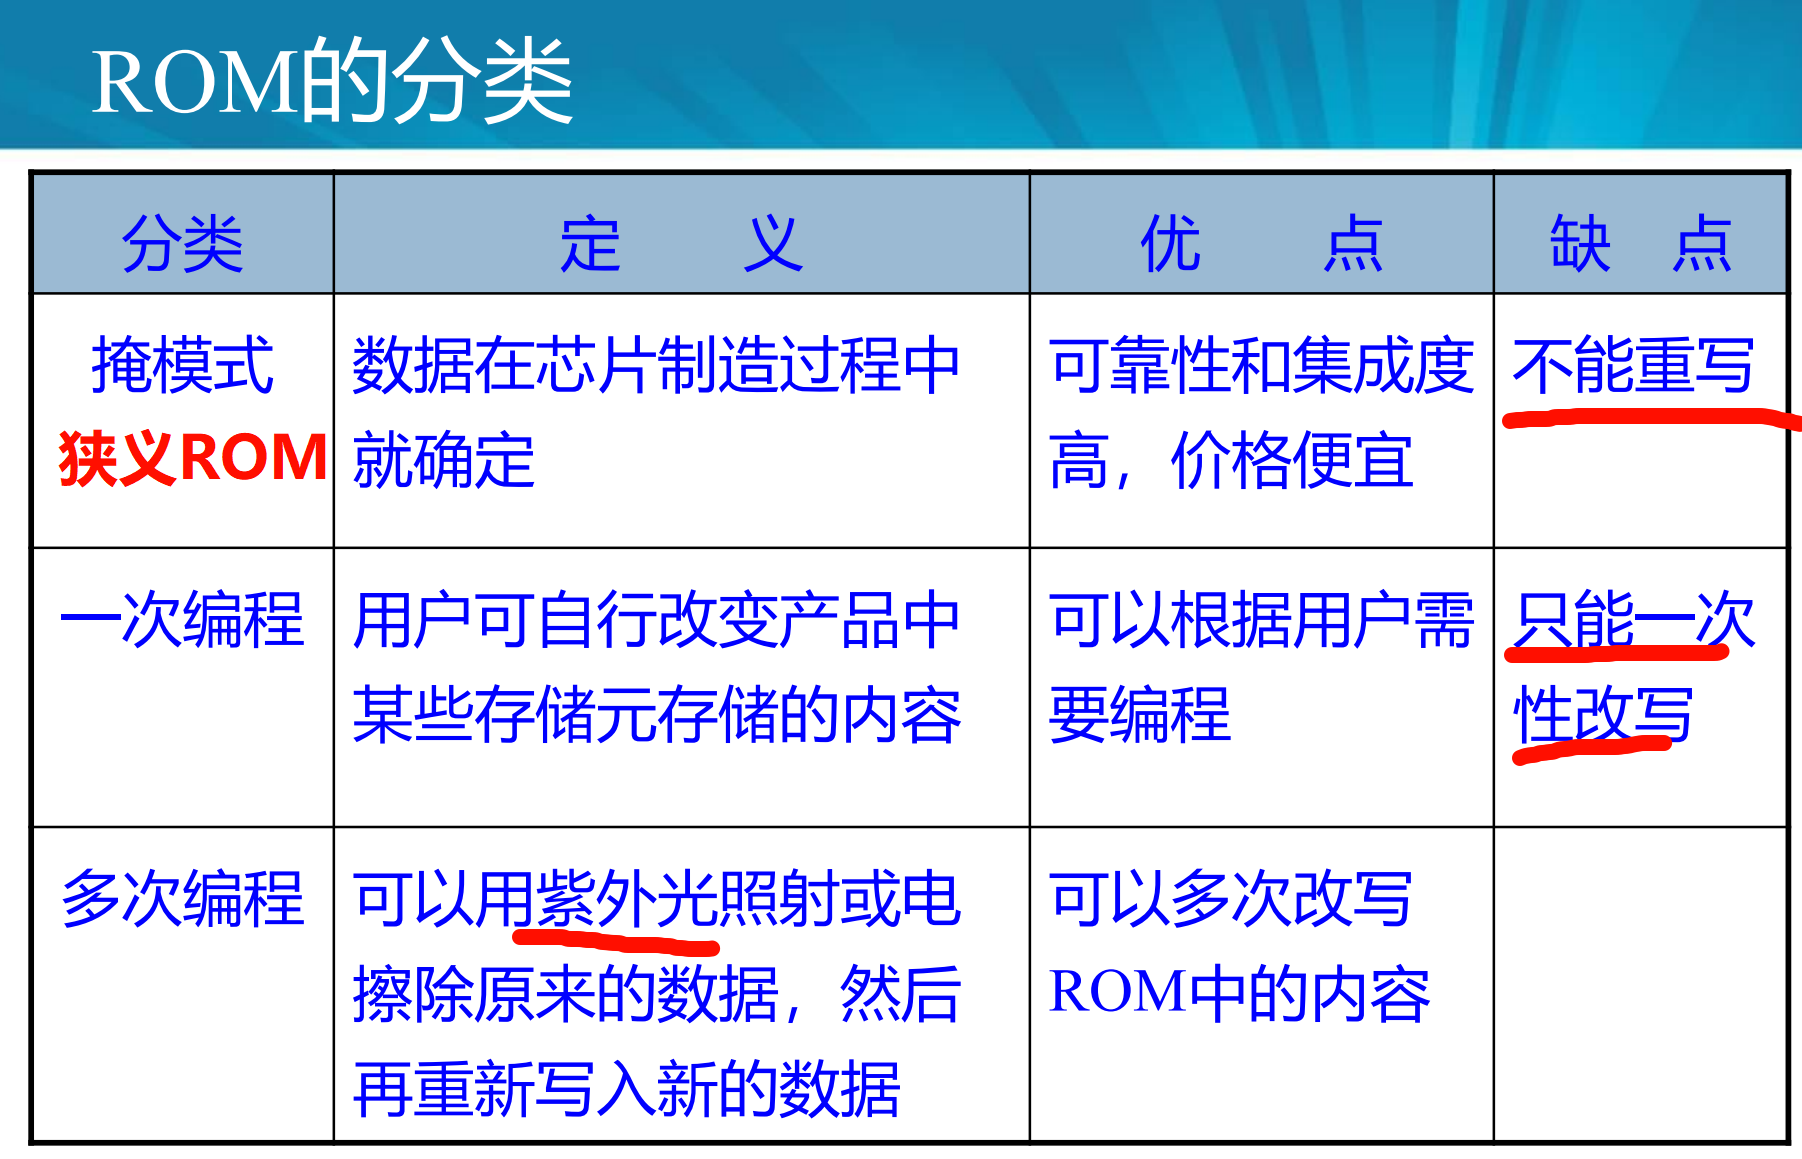 ROM的分类
分类 定 义 优 点 缺 点
掩模式
狭义ROM
数据在芯片制造过程中
就确定
可靠性和集成度
高，价格便宜
不能重写
一次编程
用户可自行改变产品中
某些存储元存储的内容
可以根据用户需
要编程
只能一次
性改写
多次编程
可以用紫外光照射或电
擦除原来的数据，然后
再重新写入新的数据
可以多次改写
ROM中的内容